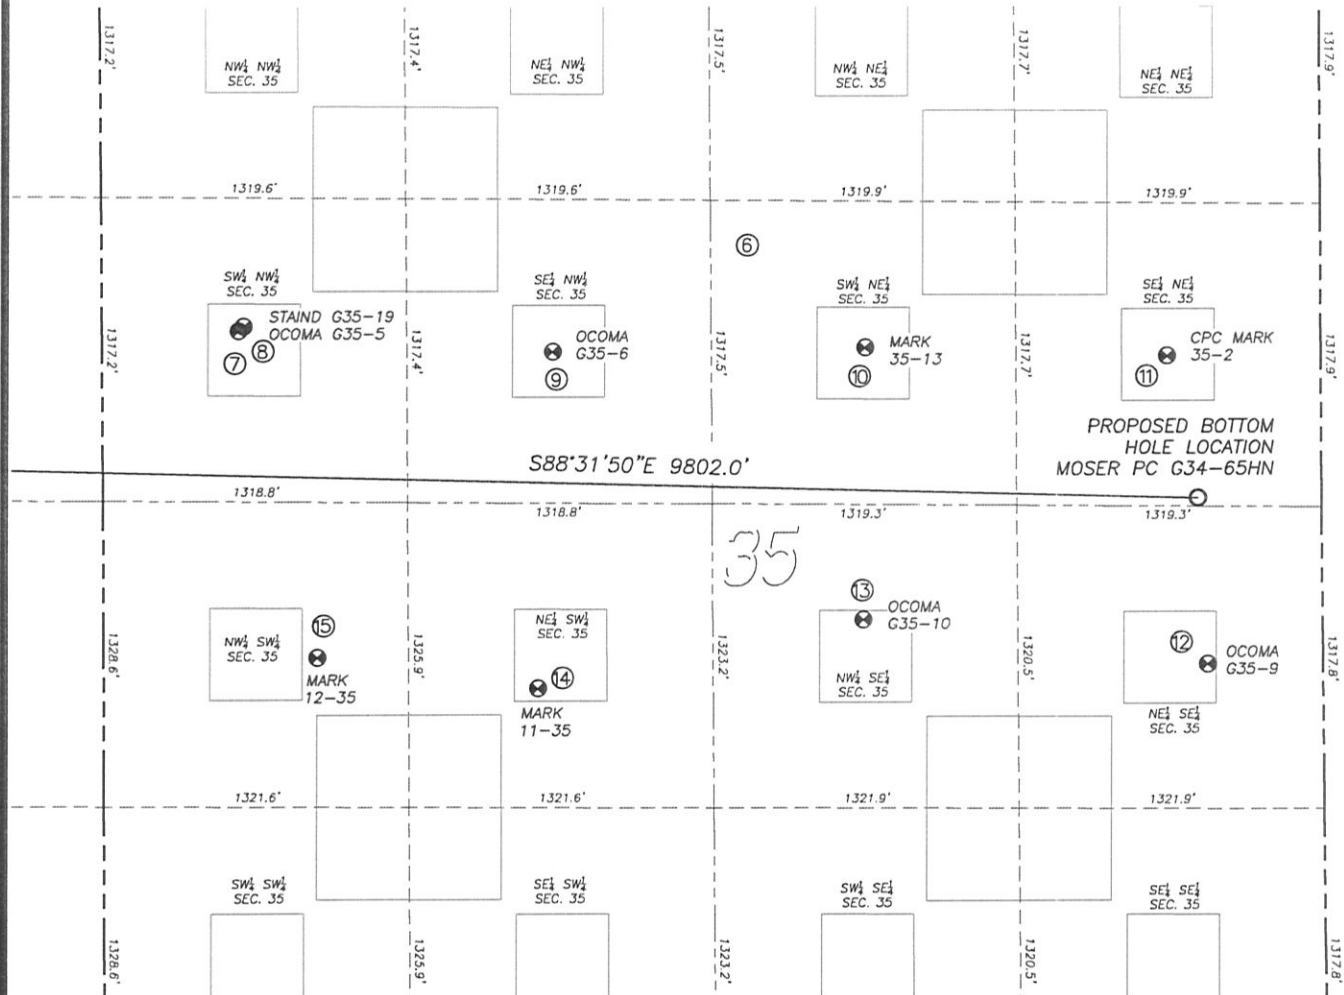 1317.2' 1317.4' 1317.5' 1317.7' 1317.9'
NW¼ NW¼ SEC. 35
NE¼ NW¼ SEC. 35
NW¼ NE¼ SEC. 35
NE¼ NE¼ SEC. 35
1319.6' 1319.6' 1319.9' 1319.9'
6
SW¼ NW¼ SEC. 35
SE¼ NW¼ SEC. 35
SW¼ NE¼ SEC. 35
SE¼ NE¼ SEC. 35
STAIND G35-19
OCOMA G35-5
7 8
OCOMA
G35-6
9
MARK
35-13
10
CPC MARK
35-2
11
1317.2' 1317.4' 1317.5' 1317.7' 1317.9'
PROPOSED BOTTOM
HOLE LOCATION
MOSER PC G34-65HN
S88°31'50"E 9802.0'
1318.8' 1318.8' 1319.3' 1319.3'
35
NW¼ SW¼
SEC. 35
15
MARK
12-35
NE¼ SW¼
SEC. 35
14
MARK
11-35
13
OCOMA
G35-10
NW¼ SE¼
SEC. 35
12
OCOMA
G35-9
NE¼ SE¼
SEC. 35
1328.6' 1325.9' 1323.2' 1320.5' 1317.8'
1321.6' 1321.6' 1321.9' 1321.9'
SW¼ SW¼ SEC. 35
SE¼ SW¼ SEC. 35
SW¼ SE¼ SEC. 35
SE¼ SE¼ SEC. 35
1328.6' 1325.9' 1323.2' 1320.5' 1317.8'